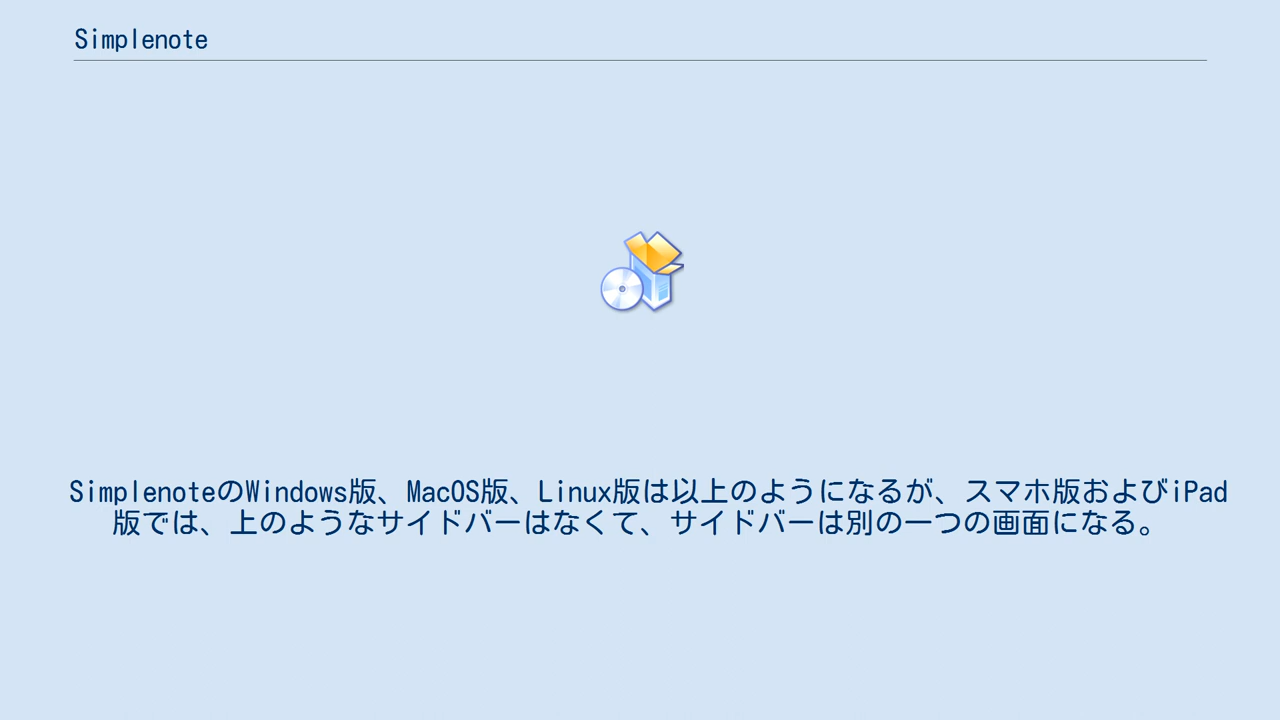 Simplenote
SimplenoteのWindows版、MacOS版、Linux版は以上のようになるが、スマホ版およびiPad
版では、上のようなサイドバーはなくて、サイドバーは別の一つの画面になる。